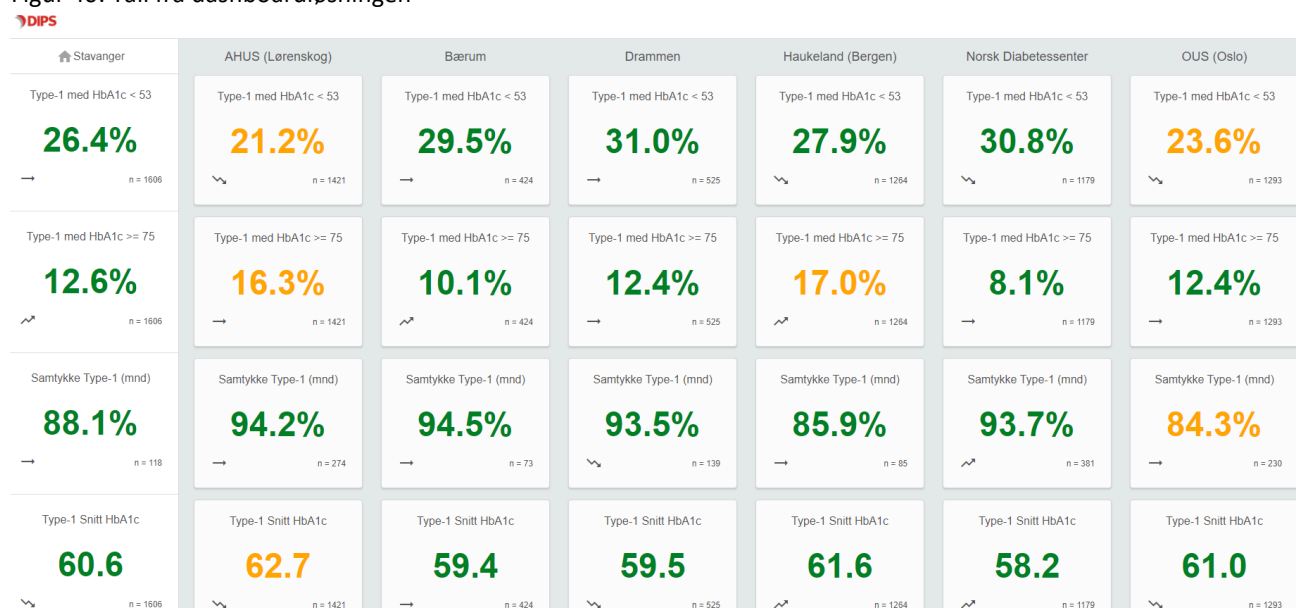 DIPS
Stavanger AHUS (Lørenskog) Bærum Drammen Haukeland (Bergen) Norsk Diabetessenter OUS (Oslo)
Type-1 med HbA1c < 53 Type-1 med HbA1c < 53 Type-1 med HbA1c < 53 Type-1 med HbA1c < 53 Type-1 med HbA1c < 53 Type-1 med HbA1c < 53 Type-1 med HbA1c < 53
26.4% 21.2% 29.5% 31.0% 27.9% 30.8% 23.6%
n = 1606 n = 1421 n = 424 n = 525 n = 1264 n = 1179 n = 1293
Type-1 med HbA1c >= 75 Type-1 med HbA1c >= 75 Type-1 med HbA1c >= 75 Type-1 med HbA1c >= 75 Type-1 med HbA1c >= 75 Type-1 med HbA1c >= 75 Type-1 med HbA1c >= 75
12.6% 16.3% 10.1% 12.4% 17.0% 8.1% 12.4%
n = 1606 n = 1421 n = 424 n = 525 n = 1264 n = 1179 n = 1293
Samtykke Type-1 (mnd) Samtykke Type-1 (mnd) Samtykke Type-1 (mnd) Samtykke Type-1 (mnd) Samtykke Type-1 (mnd) Samtykke Type-1 (mnd) Samtykke Type-1 (mnd)
88.1% 94.2% 94.5% 93.5% 85.9% 93.7% 84.3%
n = 118 n = 274 n = 73 n = 139 n = 85 n = 381 n = 230
Type-1 Snitt HbA1c Type-1 Snitt HbA1c Type-1 Snitt HbA1c Type-1 Snitt HbA1c Type-1 Snitt HbA1c Type-1 Snitt HbA1c Type-1 Snitt HbA1c
60.6 62.7 59.4 59.5 61.6 58.2 61.0
n = 1606 n = 1421 n = 424 n = 525 n = 1264 n = 1179 n = 1293